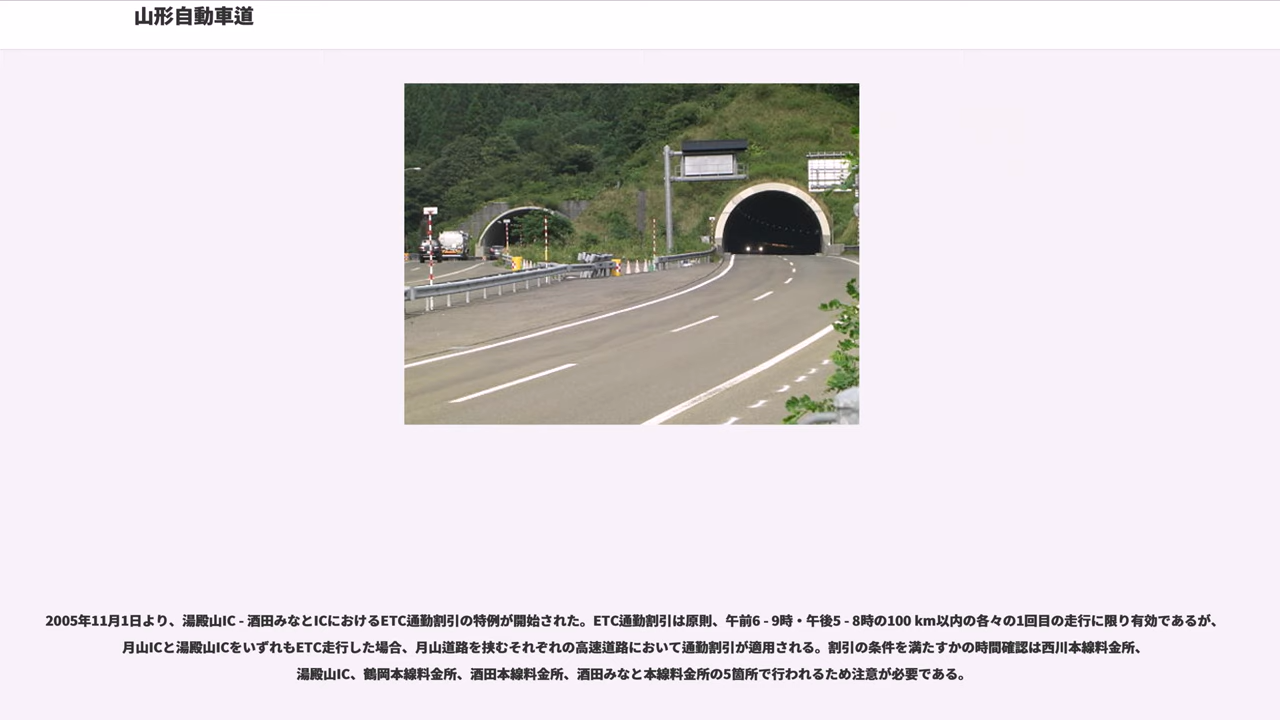 山形自動車道
2005年11月1日より、湯殿山IC - 酒田みなとICにおけるETC通勤割引の特例が開始された。ETC通勤割引は原則、午前6 - 9時・午後5 - 8時の100 km以内の各々の1回目の走行に限り有効であるが、
月山ICと湯殿山ICをいずれもETC走行した場合、月山道路を挟むそれぞれの高速道路において通勤割引が適用される。割引の条件を満たすかの時間確認は西川本線料金所、
湯殿山IC、鶴岡本線料金所、酒田本線料金所、酒田みなと本線料金所の5箇所で行われるため注意が必要である。